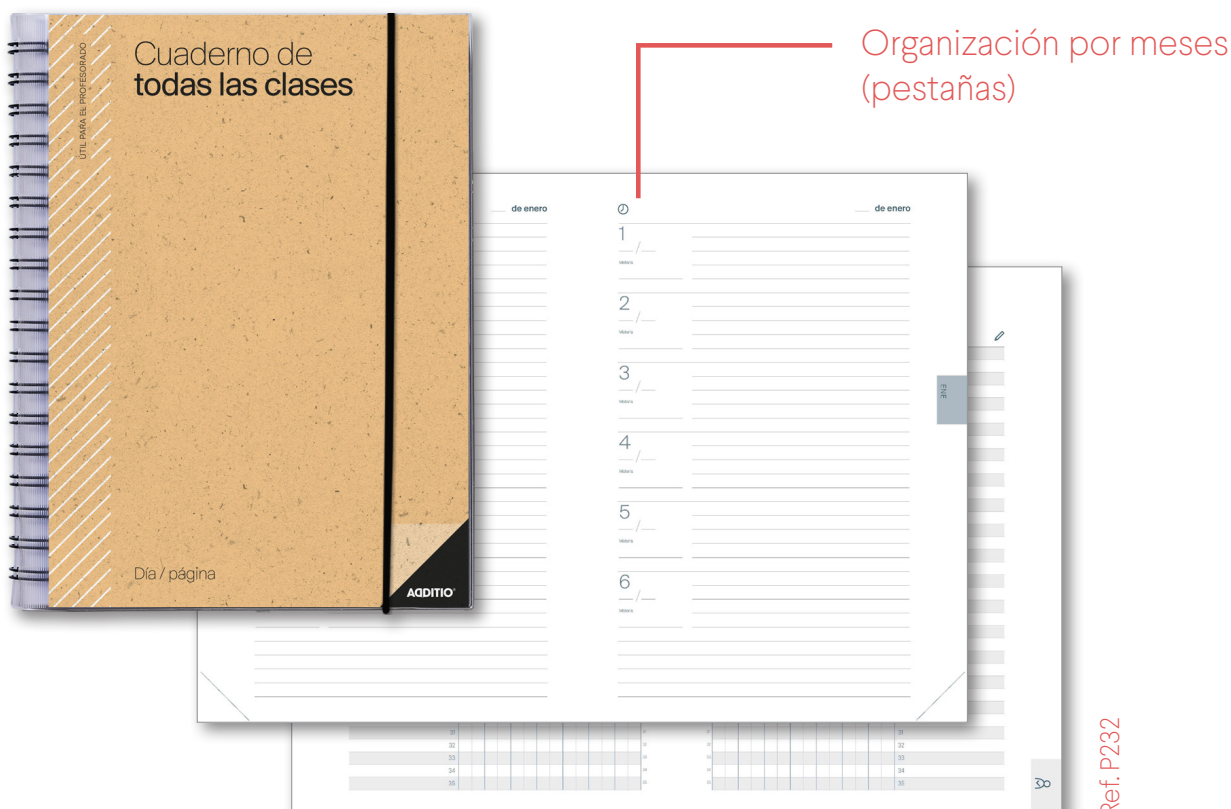 ÚTIL PARA EL PROFESORADO
Cuaderno de
todas las clases
Día / página
ADDITIO
Organización por meses
(pestañas)
de enero
de enero
1
2
3
4
5
6
ENE
31
32
33
34
35
31
32
33
34
35
Ref. P232